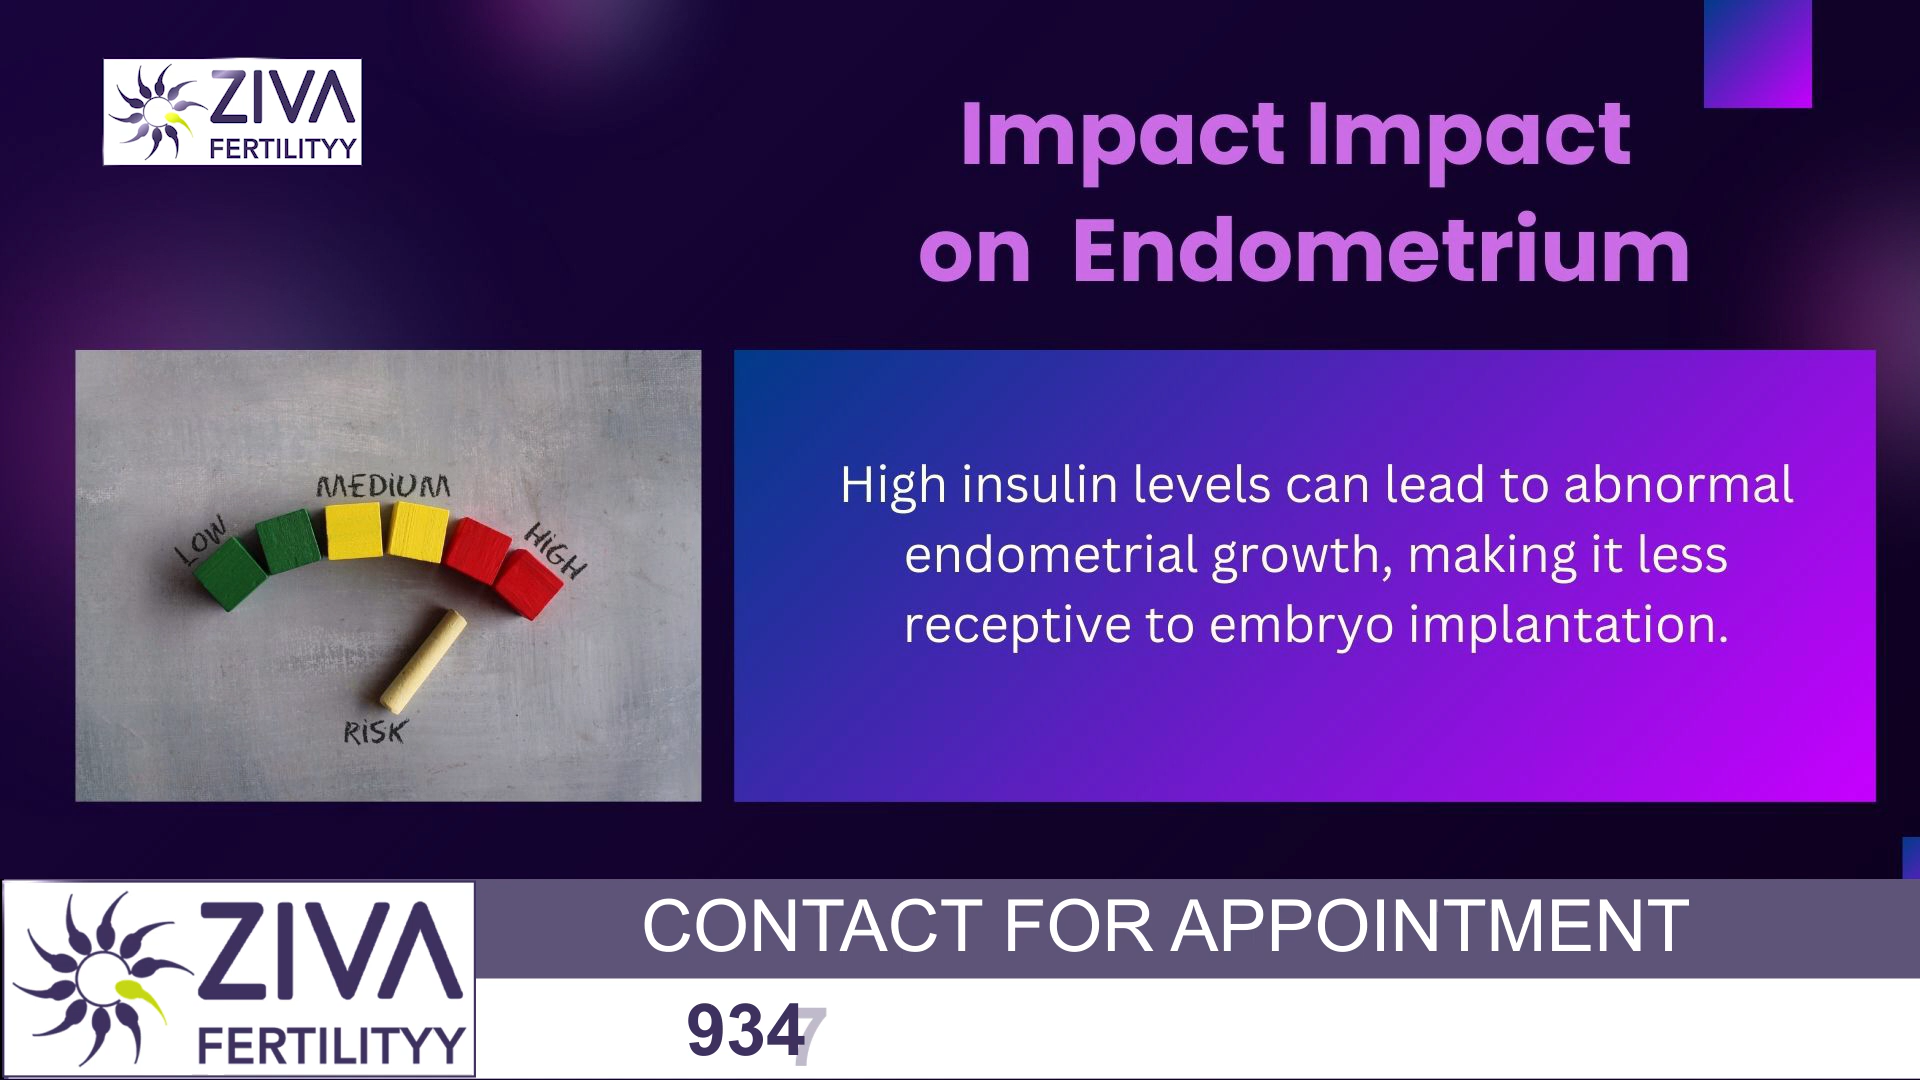 ZIVA
FERTILITYY
Impact Impact
on Endometrium
MEDIUM
LOW
HIGH
RISK
High insulin levels can lead to abnormal
endometrial growth, making it less
receptive to embryo implantation.
ZIVA
FERTILITYY
CONTACT FOR APPOINTMENT
9347